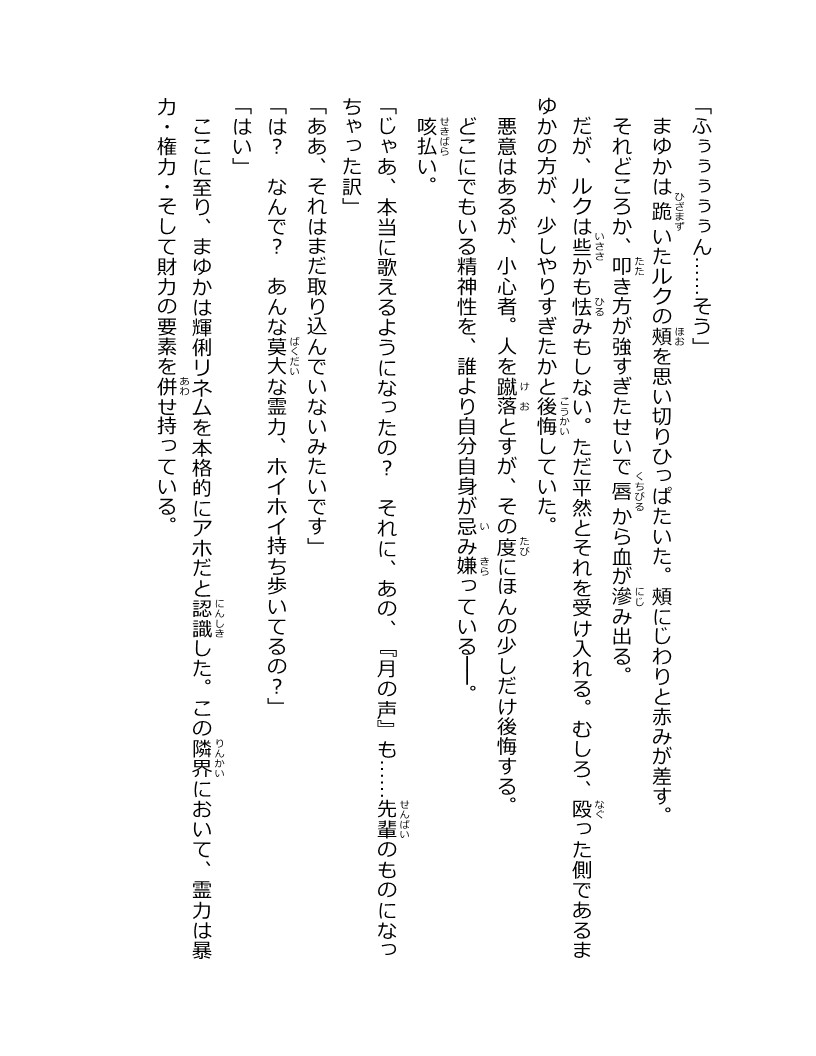 「ふぅぅぅぅぅん……そう」
まゆかは跪いたルクの頰を思い切りひっぱたいた。頰にじわりと赤みが差す。
それどころか、叩き方が強すぎたせいで唇から血が滲み出る。
だが、ルクは些かも怯みもしない。ただ平然とそれを受け入れる。むしろ、殴った側であるま
ゆかの方が、少しやりすぎたかと後悔していた。
悪意はあるが、小心者。人を蹴落とすが、その度にほんの少しだけ後悔する。
どこにでもいる精神性を、誰より自分自身が忌み嫌っている――。
咳払い。
「じゃあ、本当に歌えるようになったの？　それに、あの、『月の声』も……先輩のものになっ
ちゃった訳」
「ああ、それはまだ取り込んでいないみたいです」
「は？　なんで？　あんな莫大な霊力、ホイホイ持ち歩いてるの？」
「はい」
ここに至り、まゆかは輝俐リネムを本格的にアホだと認識した。この隣界において、霊力は暴
力・権力・そして財力の要素を併せ持っている。